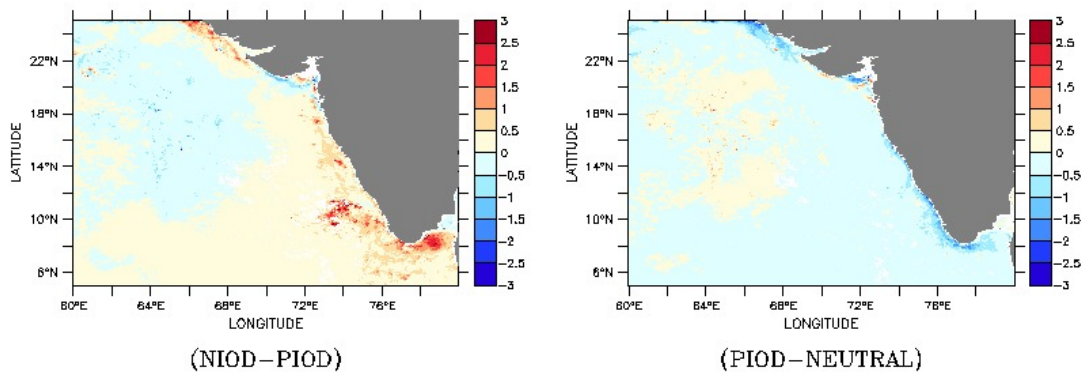 3
2.5
2
1.5
1
0.5
0
-0.5
-1
-1.5
-2
-2.5
-3
22°N
18°N
14°N
10°N
6°N
LATITUDE
60°E 64°E 68°E 72°E 76°E
LONGITUDE
(NIOD-PIOD)
3
2.5
2
1.5
1
0.5
0
-0.5
-1
-1.5
-2
-2.5
-3
22°N
18°N
14°N
10°N
6°N
LATITUDE
60°E 64°E 68°E 72°E 76°E
LONGITUDE
(PIOD-NEUTRAL)